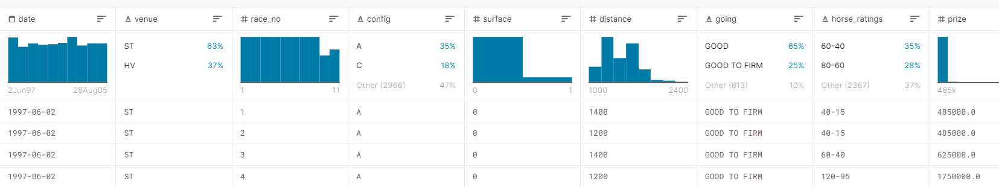 date venue race_no config surface distance going horse_ratings prize
ST 63% A 35% GOOD 65% 60-40 35%
HV 37% C 18% GOOD TO FIRM 25% 80-60 28%
Other (2966) 47% Other (613) 10% Other (2367) 37%
2Jun97 28Aug05 1 11 0 1 1000 2400 485k
1997-06-02 ST 1 A 0 1400 GOOD TO FIRM 40-15 485000.0
1997-06-02 ST 2 A 0 1200 GOOD TO FIRM 40-15 485000.0
1997-06-02 ST 3 A 0 1400 GOOD TO FIRM 60-40 625000.0
1997-06-02 ST 4 A 0 1200 GOOD TO FIRM 120-95 1750000.0